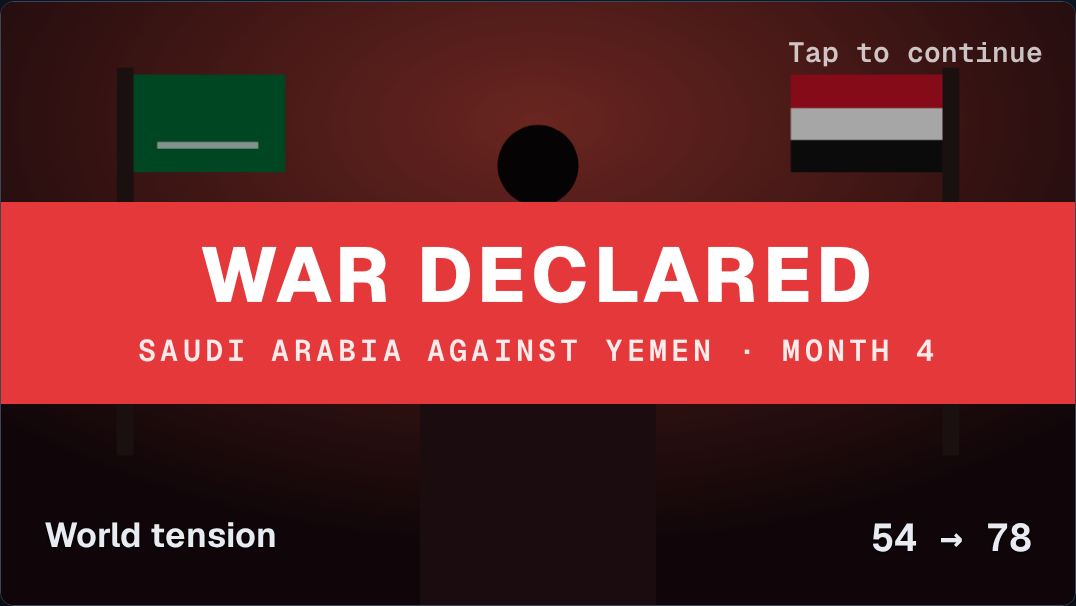 Tap to continue
WAR DECLARED
SAUDI ARABIA AGAINST YEMEN · MONTH 4
World tension
54 → 78